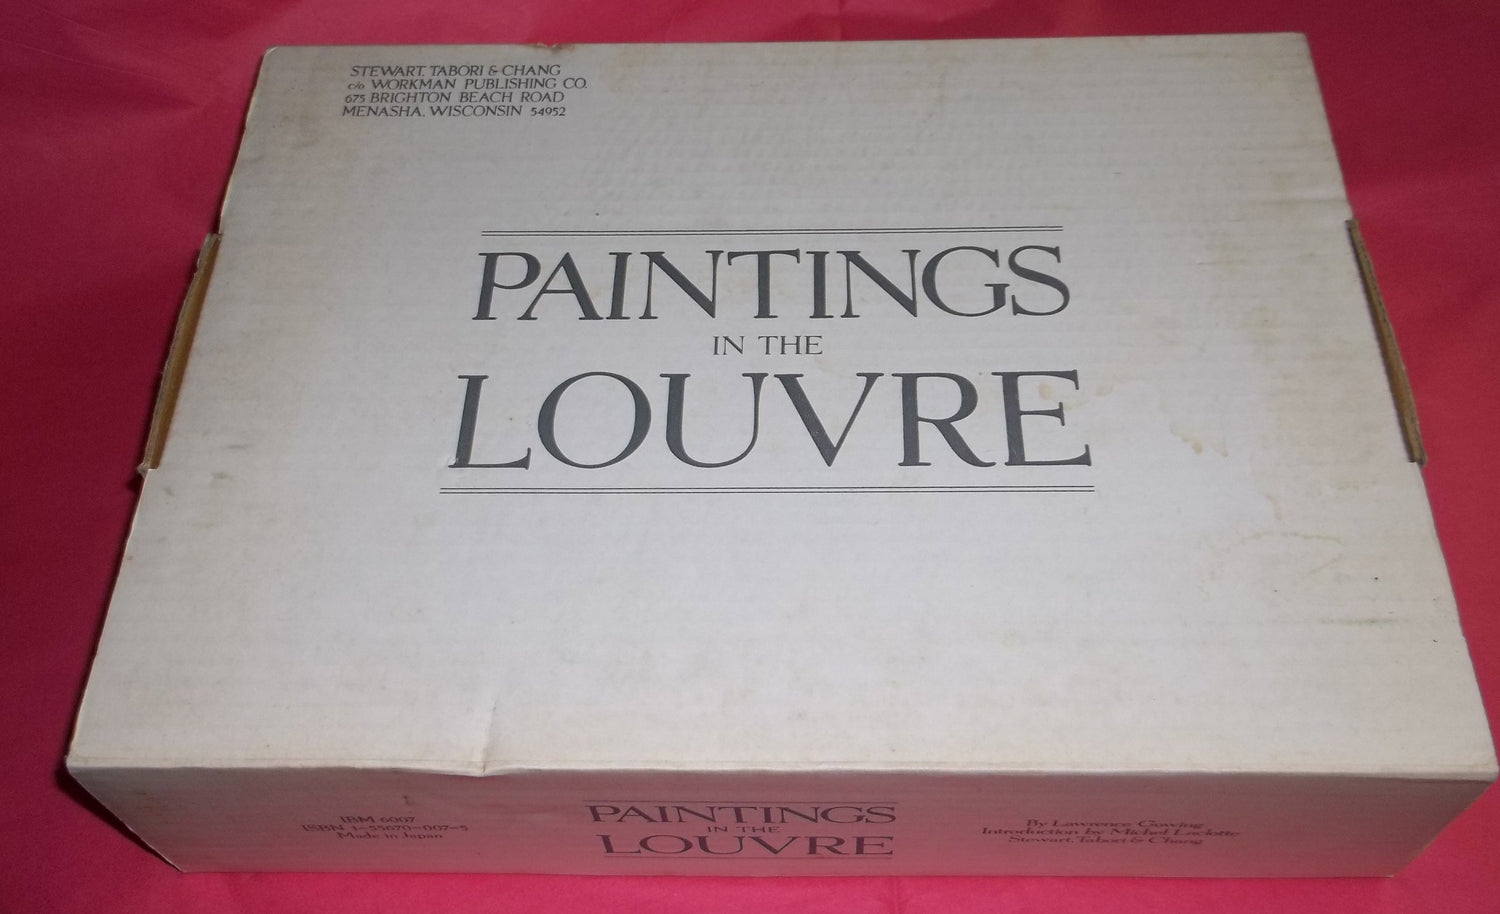 STEWART, TABORI & CHANG
c/o WORKMAN PUBLISHING CO.
675 BRIGHTON BEACH ROAD
MENASHA, WISCONSIN 54952
PAINTINGS
IN THE
LOUVRE
IBM 6007
ISBN 1-55670-007-5
Made in Japan
PAINTINGS
IN THE
LOUVRE
By Lawrence Gowing
Introduction by Michel Laclotte
Stewart, Tabori & Chang